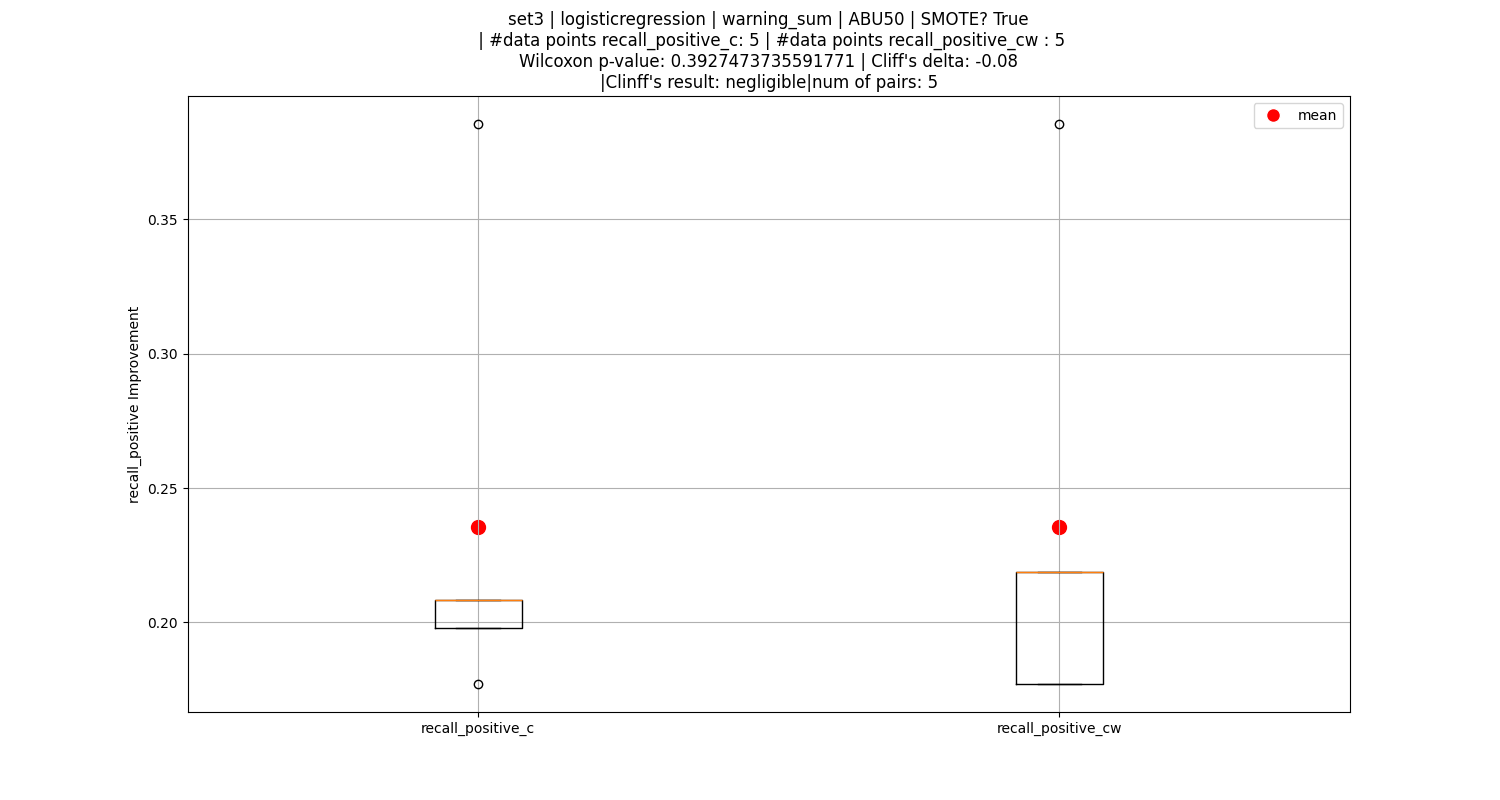 set3 | logisticregression | warning_sum | ABU50 | SMOTE? True
| #data points recall_positive_c: 5 | #data points recall_positive_cw : 5
Wilcoxon p-value: 0.3927473735591771 | Cliff's delta: -0.08
|Clinff's result: negligible|num of pairs: 5
mean
0.35
0.30
0.25
0.20
recall_positive Improvement
recall_positive_c
recall_positive_cw